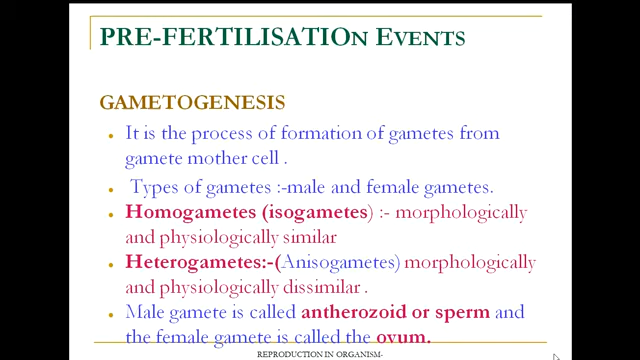 PRE-FERTILISATION EVENTS
GAMETOGENESIS
• It is the process of formation of gametes from
gamete mother cell .
• Types of gametes :-male and female gametes.
• Homogametes (isogametes) :- morphologically
and physiologically similar
• Heterogametes:-(Anisogametes) morphologically
and physiologically dissimilar .
• Male gamete is called antherozoid or sperm and
the female gamete is called the ovum.
REPRODUCTION IN ORGANISM-